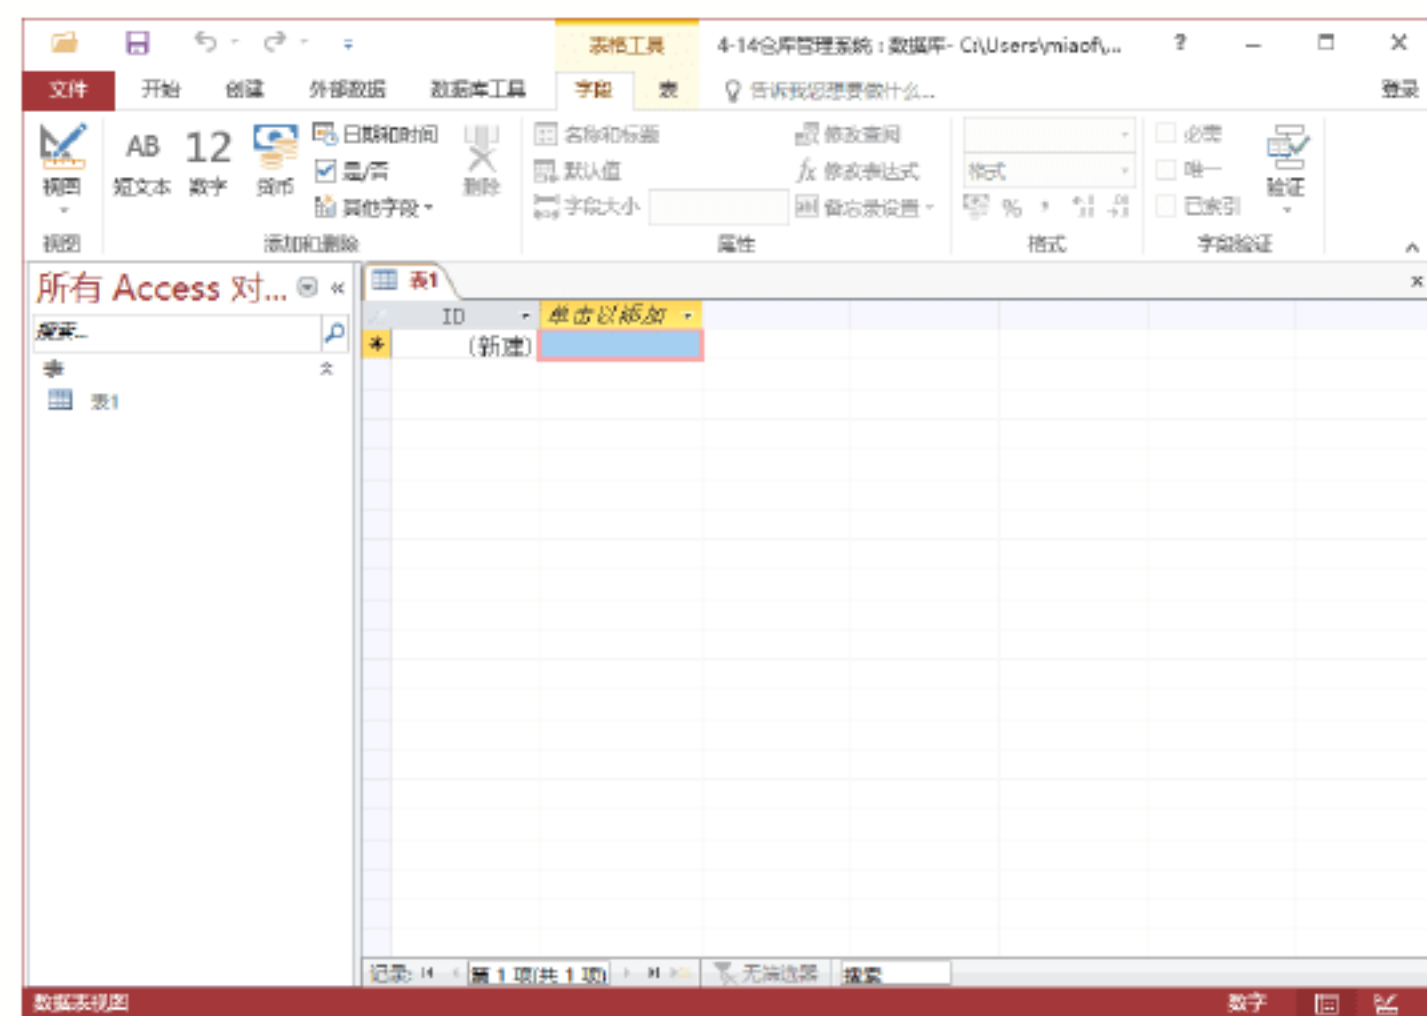 表格工具 4-14仓库管理系统 : 数据库- C:\Users\miaof\... ?
文件 开始 创建 外部数据 数据库工具 字段 表 告诉我您想要做什么... 登录
AB 12 日期和时间 名称和标题 修改查阅 必需
视图 短文本 数字 货币 是/否 删除 默认值 fx 修改表达式 格式 唯一 验证
其他字段 字段大小 ab| 备忘录设置 % 已索引
视图 添加和删除 属性 格式 字段验证
所有 Access 对... «
表1
搜索...
ID 单击以添加
(新建)
表
表1
记录: 第 1 项(共 1 项) 无筛选器 搜索
数据表视图 数字